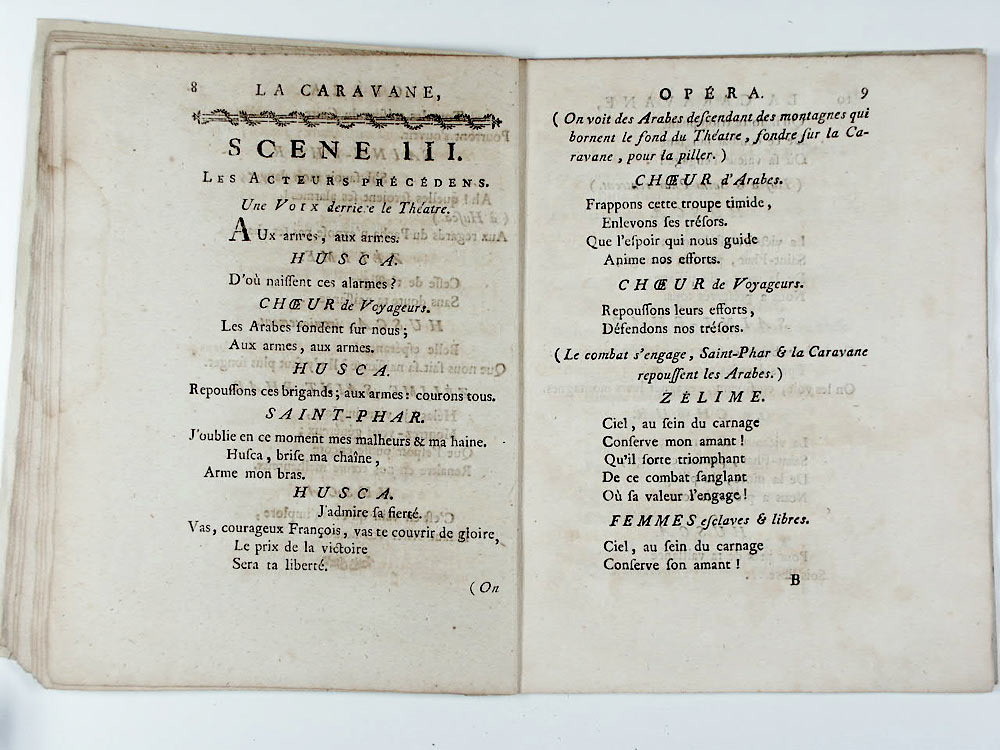 8 LA CARAVANE,
SCENE III.
LES ACTEURS PRÉCÉDENS.
Une Voix derriere le Théatre.
AUx armes, aux armes.
HUSCA.
D'où naiſſent ces alarmes?
CHŒUR de Voyageurs.
Les Arabes fondent ſur nous;
Aux armes, aux armes.
HUSCA.
Repouſſons ces brigands; aux armes: courons tous.
SAINT-PHAR.
J'oublie en ce moment mes malheurs & ma haine.
Huſca, briſe ma chaîne,
Arme mon bras.
HUSCA.
J'admire ſa fierté.
Vas, courageux François, vas te couvrir de gloire,
Le prix de la victoire
Sera ta liberté.
(On
OPÉRA. 9
(On voit des Arabes deſcendant des montagnes qui
bornent le fond du Théatre, fondre ſur la Ca-
ravane, pour la piller.)
CHŒUR d'Arabes.
Frappons cette troupe timide,
Enlevons ſes tréſors.
Que l'eſpoir qui nous guide
Anime nos efforts.
CHŒUR de Voyageurs.
Repouſſons leurs efforts,
Défendons nos tréſors.
(Le combat s'engage, Saint-Phar & la Caravane
repouſſent les Arabes.)
ZÉLIME.
Ciel, au ſein du carnage
Conſerve mon amant!
Qu'il ſorte triomphant
De ce combat ſanglant
Où ſa valeur l'engage!
FEMMES eſclaves & libres.
Ciel, au ſein du carnage
Conſerve ſon amant!
B